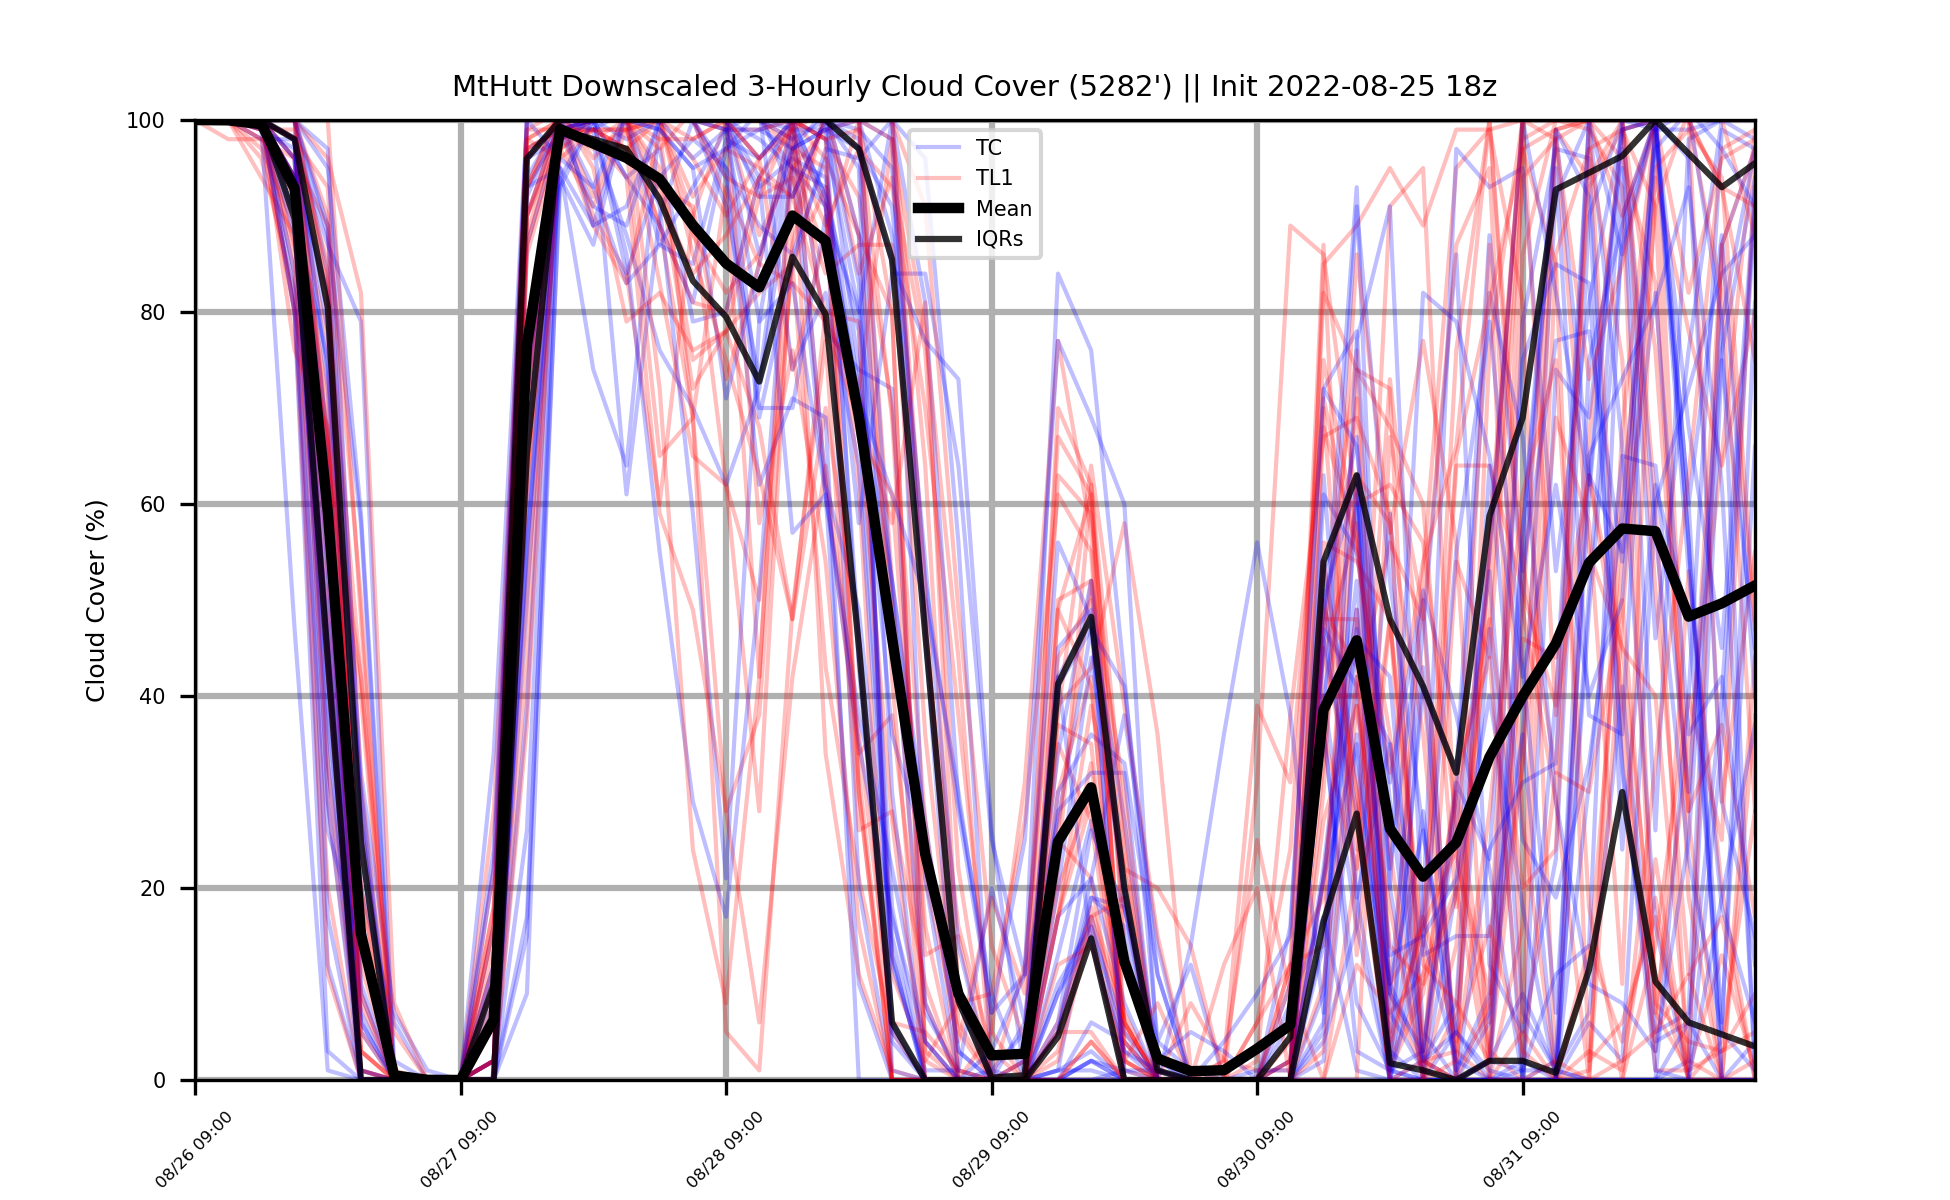 MtHutt Downscaled 3-Hourly Cloud Cover (5282') || Init 2022-08-25 18z
Cloud Cover (%)
100
80
60
40
20
0
TC
TL1
Mean
IQRs
08/26 09:00
08/27 09:00
08/28 09:00
08/29 09:00
08/30 09:00
08/31 09:00